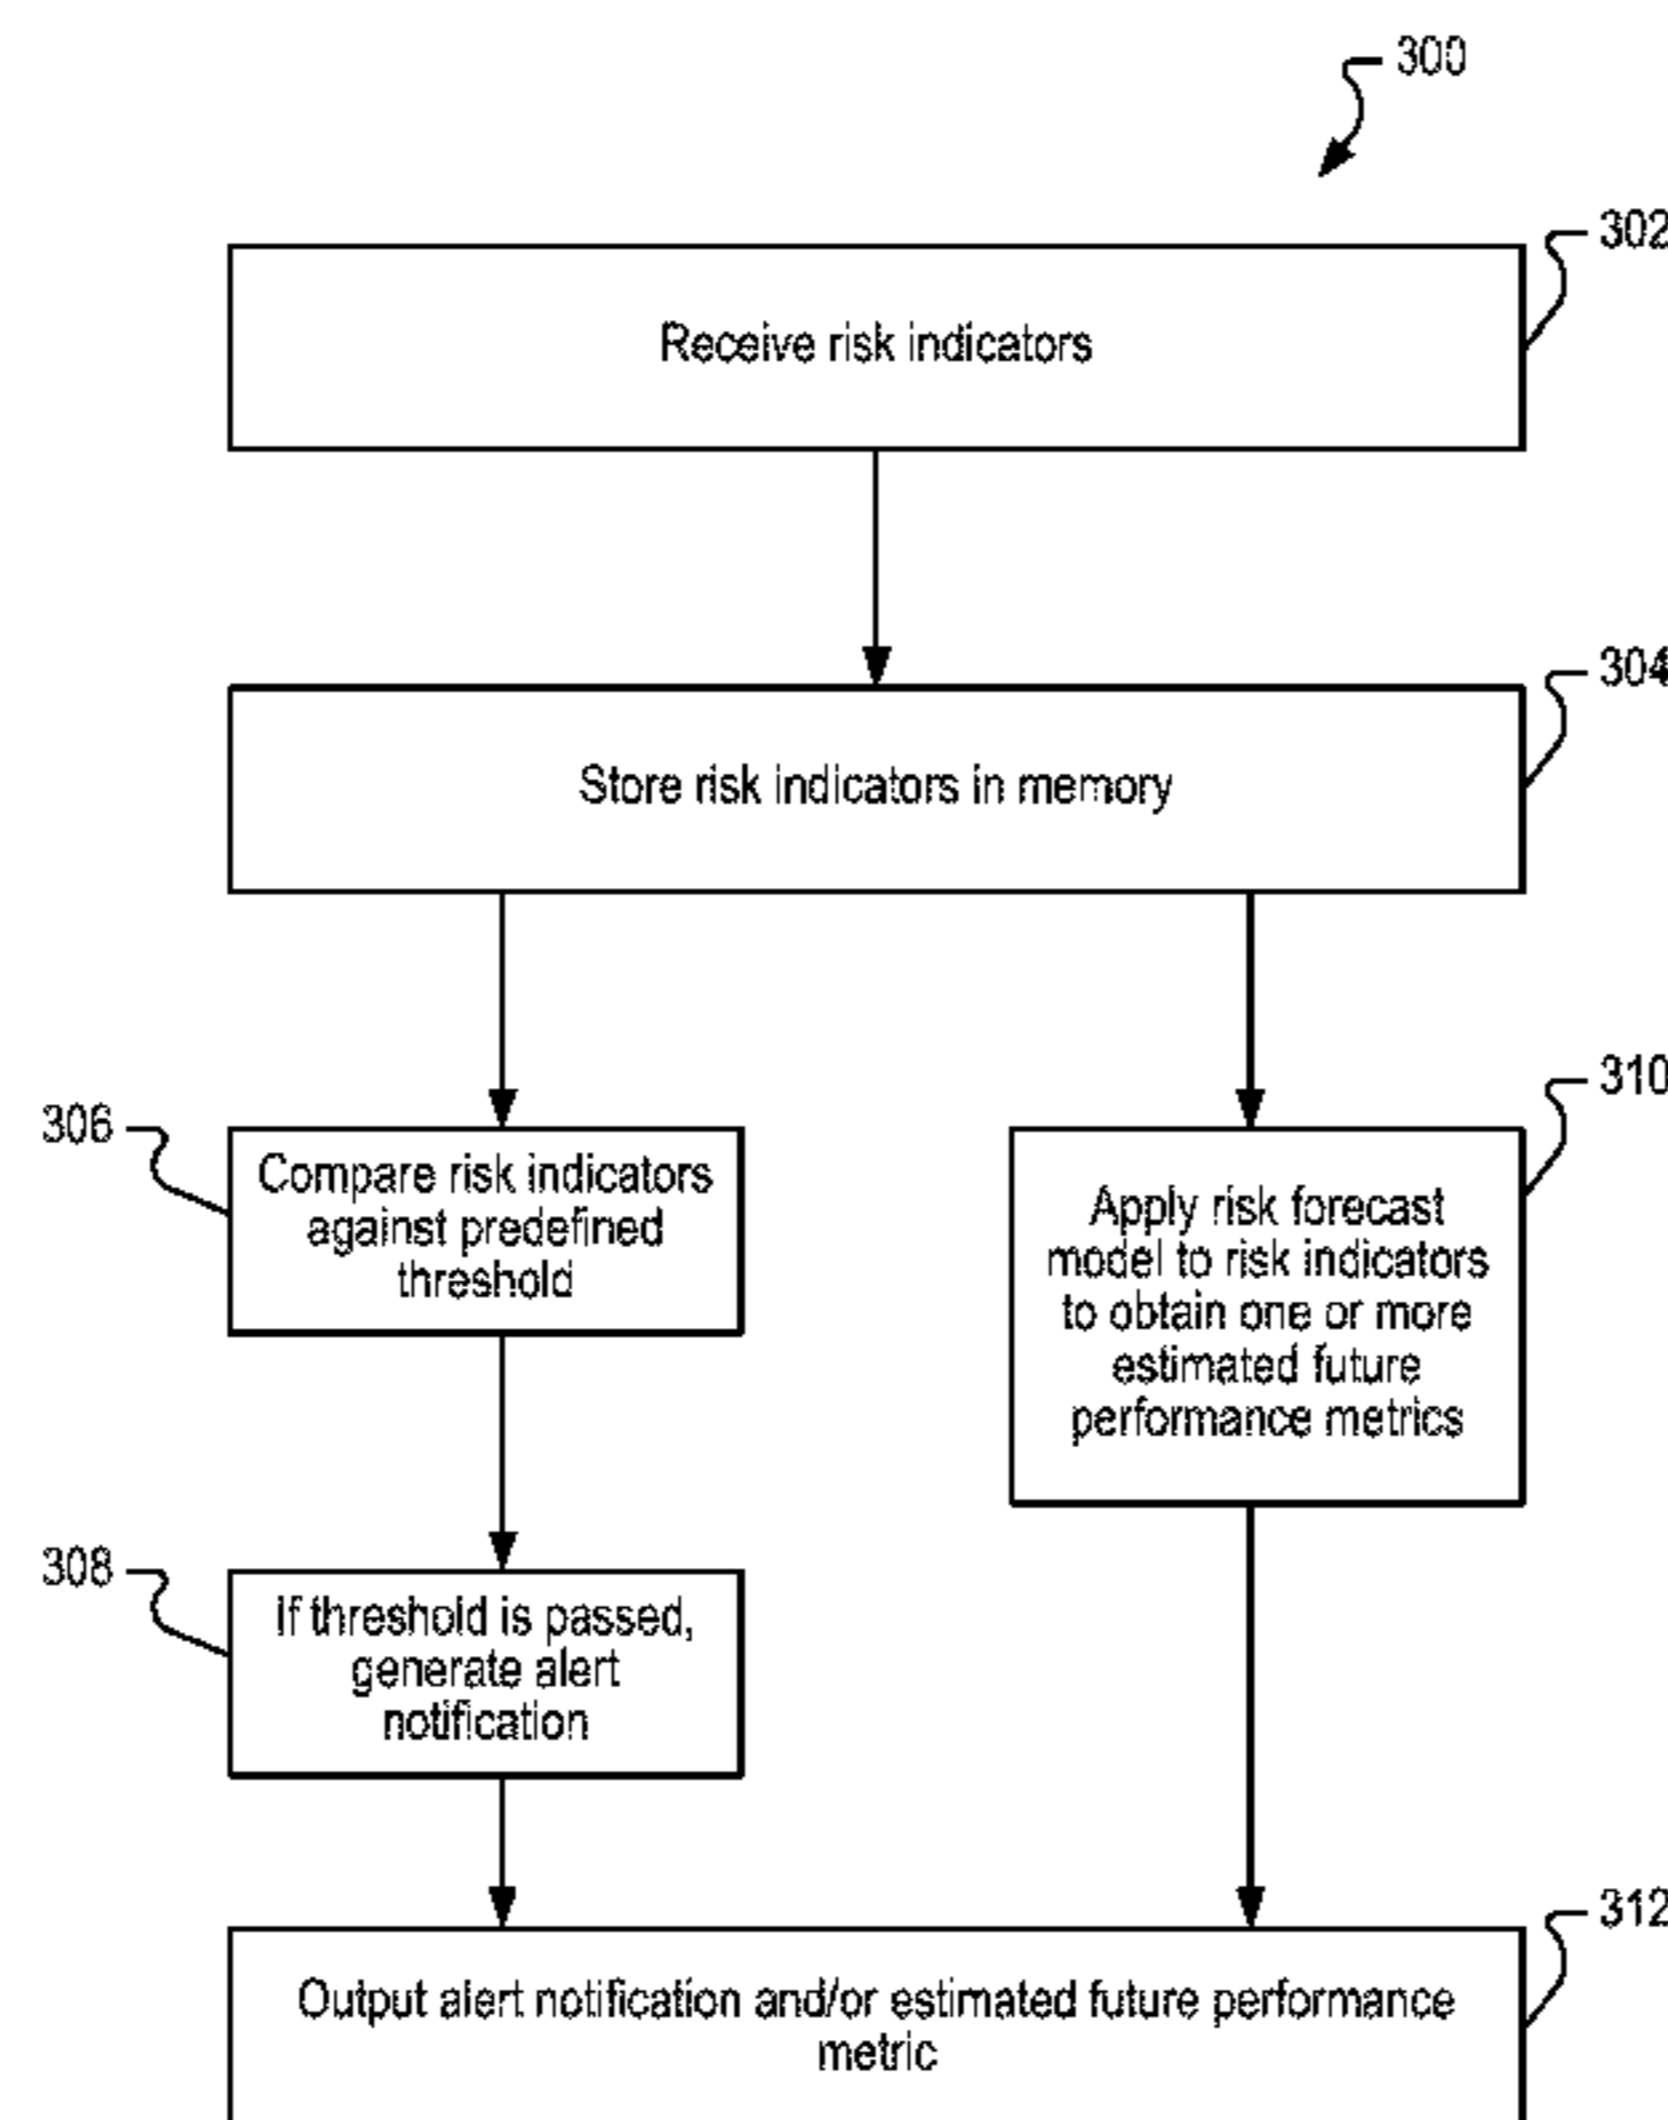 300
302
Receive risk indicators
304
Store risk indicators in memory
306
Compare risk indicators
against predefined
threshold
310
Apply risk forecast
model to risk indicators
to obtain one or more
estimated future
performance metrics
308
If threshold is passed,
generate alert
notification
312
Output alert notification and/or estimated future performance
metric